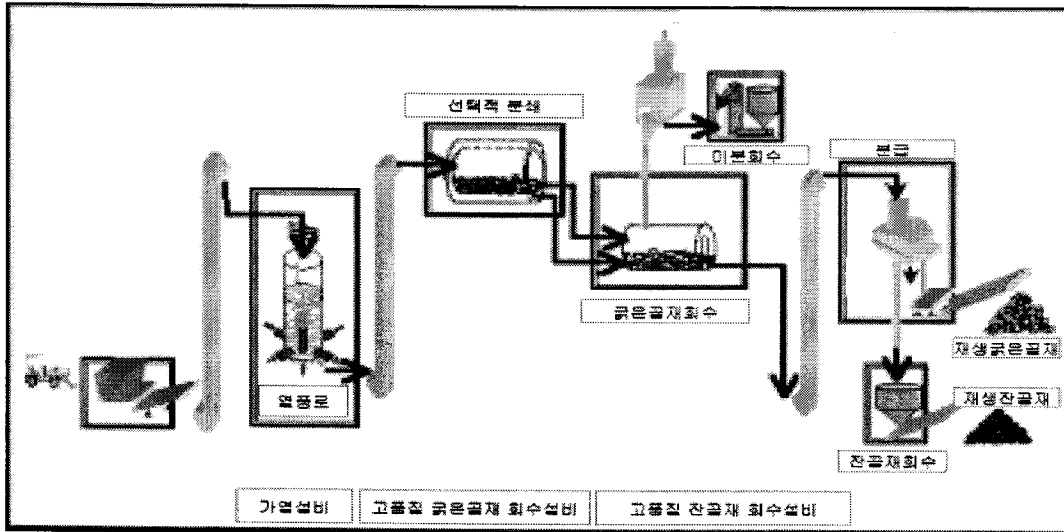 선택적 분쇄
미분회수
분급
굵은골재회수
재생굵은골재
열풍로
재생잔골재
잔골재회수
가열설비
고품질 굵은골재 회수설비
고품질 잔골재 회수설비